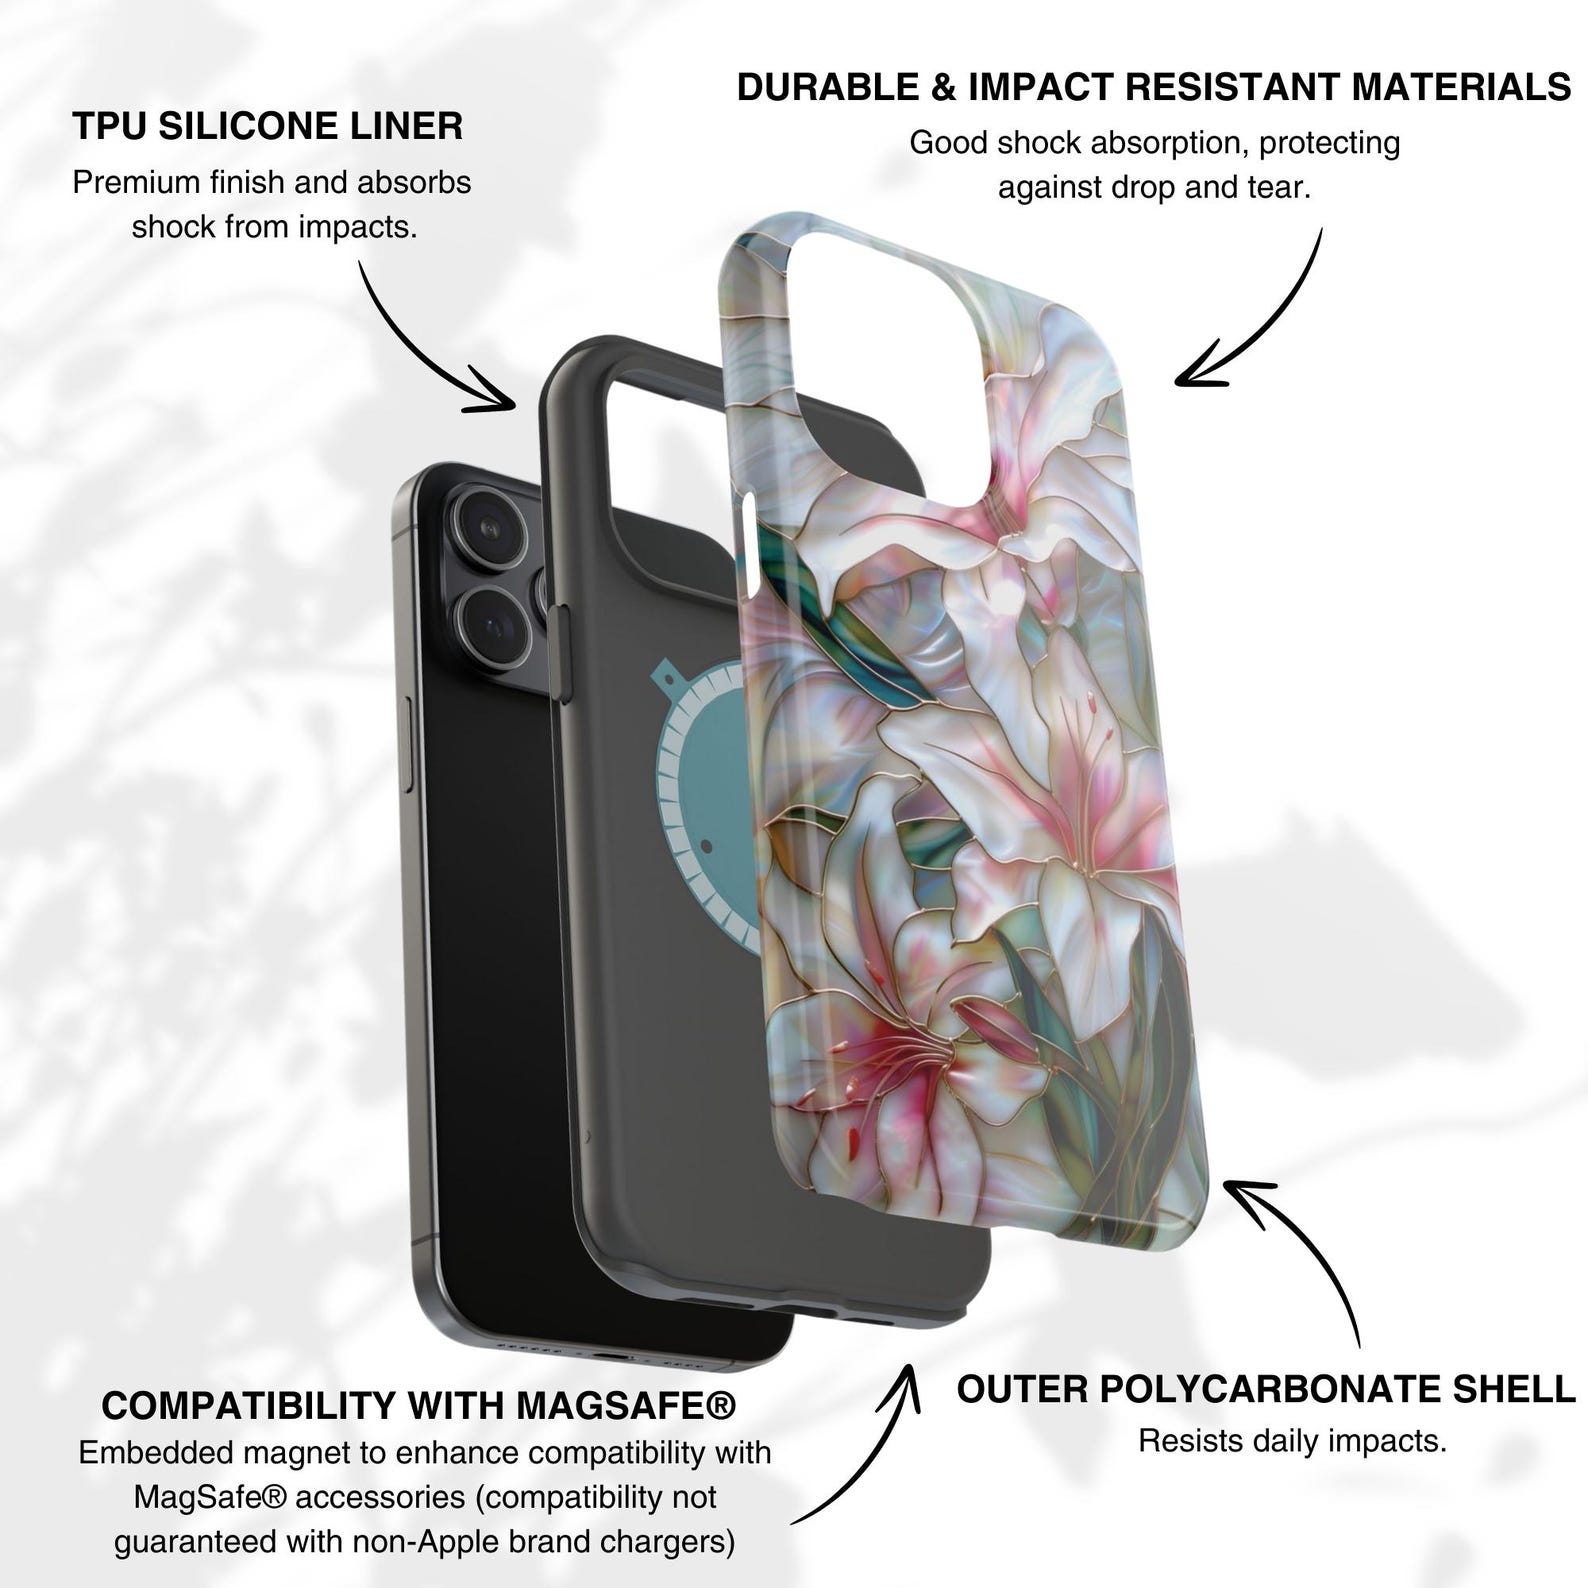 TPU SILICONE LINER
Premium finish and absorbs
shock from impacts.
DURABLE & IMPACT RESISTANT MATERIALS
Good shock absorption, protecting
against drop and tear.
COMPATIBILITY WITH MAGSAFE®
Embedded magnet to enhance compatibility with
MagSafe® accessories (compatibility not
guaranteed with non-Apple brand chargers)
OUTER POLYCARBONATE SHELL
Resists daily impacts.